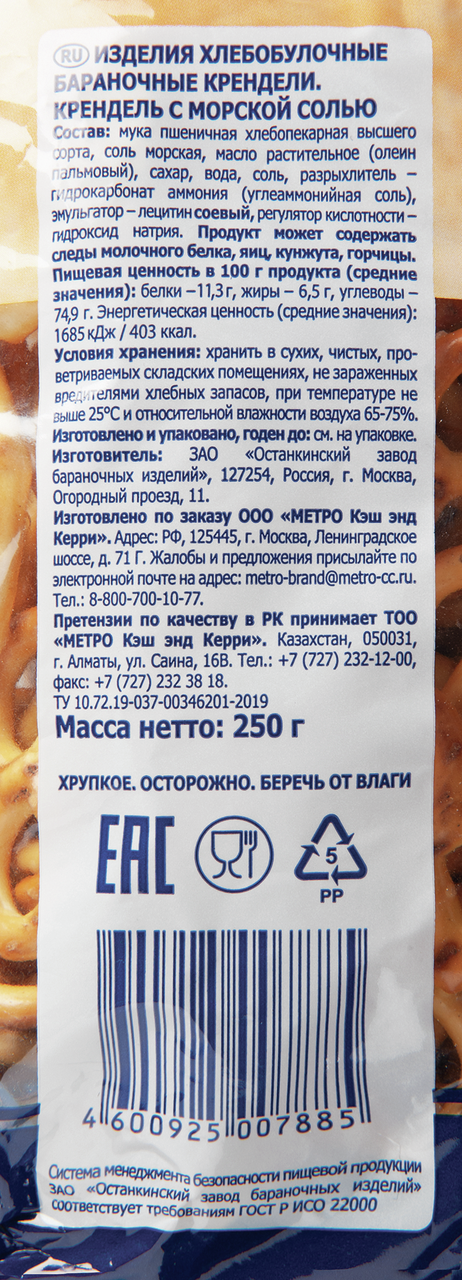 RU ИЗДЕЛИЯ ХЛЕБОБУЛОЧНЫЕ
БАРАНОЧНЫЕ КРЕНДЕЛИ.
КРЕНДЕЛЬ С МОРСКОЙ СОЛЬЮ
Состав: мука пшеничная хлебопекарная высшего
сорта, соль морская, масло растительное (олеин
пальмовый), сахар, вода, соль, разрыхлитель –
гидрокарбонат аммония (углеаммонийная соль),
эмульгатор – лецитин соевый, регулятор кислотности –
гидроксид натрия. Продукт может содержать
следы молочного белка, яиц, кунжута, горчицы.
Пищевая ценность в 100 г продукта (средние
значения): белки –11,3 г, жиры – 6,5 г, углеводы –
74,9 г. Энергетическая ценность (средние значения):
1685 кДж / 403 ккал.
Условия хранения: хранить в сухих, чистых, про-
ветриваемых складских помещениях, не зараженных
вредителями хлебных запасов, при температуре не
выше 25°С и относительной влажности воздуха 65-75%.
Изготовлено и упаковано, годен до: см. на упаковке.
Изготовитель: ЗАО «Останкинский завод
бараночных изделий», 127254, Россия, г. Москва,
Огородный проезд, 11.
Изготовлено по заказу ООО «МЕТРО Кэш энд
Керри». Адрес: РФ, 125445, г. Москва, Ленинградское
шоссе, д. 71 Г. Жалобы и предложения присылайте по
электронной почте на адрес: metro-brand@metro-cc.ru.
Тел.: 8-800-700-10-77.
Претензии по качеству в РК принимает ТОО
«МЕТРО Кэш энд Керри». Казахстан, 050031,
г. Алматы, ул. Саина, 16В. Тел.: +7 (727) 232-12-00,
факс: +7 (727) 232 38 18.
ТУ 10.72.19-037-00346201-2019
Масса нетто: 250 г
ХРУПКОЕ. ОСТОРОЖНО. БЕРЕЧЬ ОТ ВЛАГИ
EAC
5
PP
4 600925 007885
Система менеджмента безопасности пищевой продукции
ЗАО «Останкинский завод бараночных изделий»
соответствует требованиям ГОСТ Р ИСО 22000